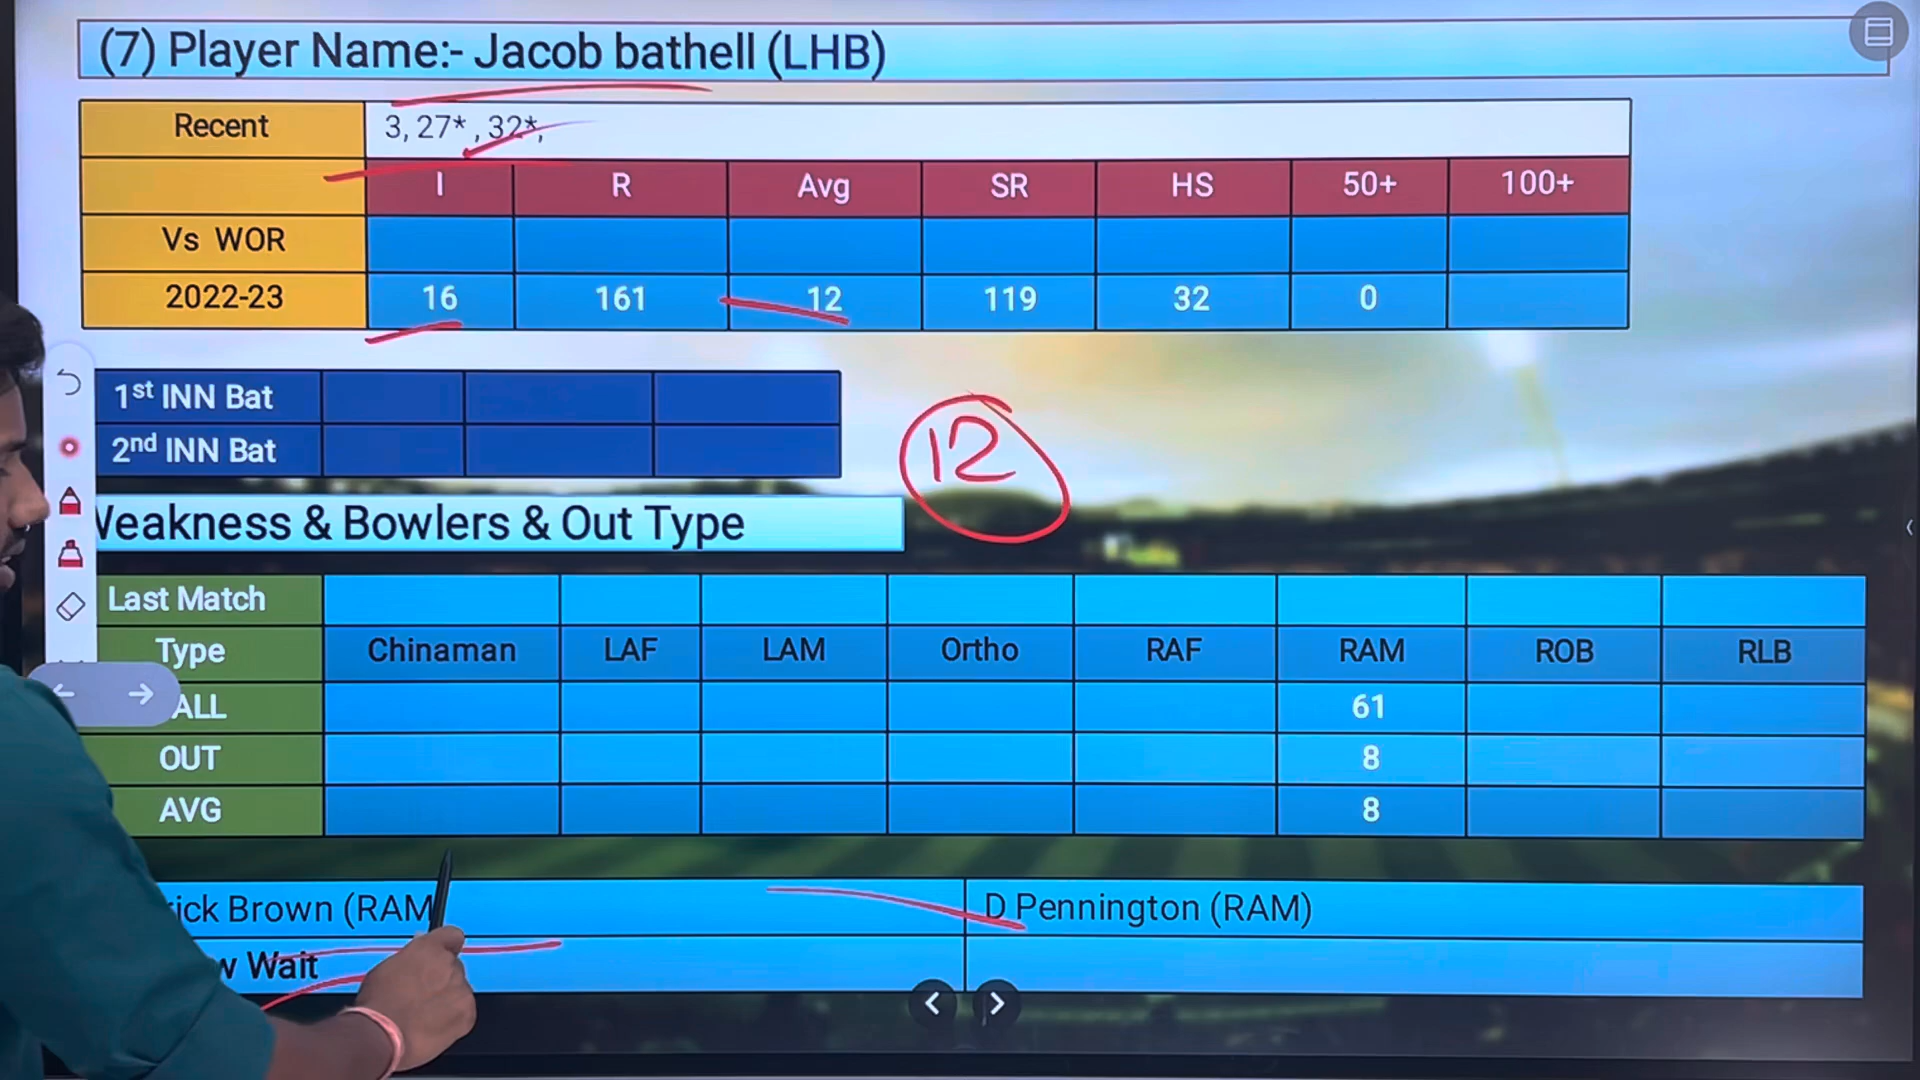 (7) Player Name:- Jacob bathell (LHB)
Recent 3, 27* , 32*,
I R Avg SR HS 50+ 100+
Vs WOR
2022-23 16 161 12 119 32 0
1st INN Bat
2nd INN Bat
12
Weakness & Bowlers & Out Type
Last Match
Type Chinaman LAF LAM Ortho RAF RAM ROB RLB
ALL 61
OUT 8
AVG 8
Brown (RAM D Pennington (RAM)
Wait